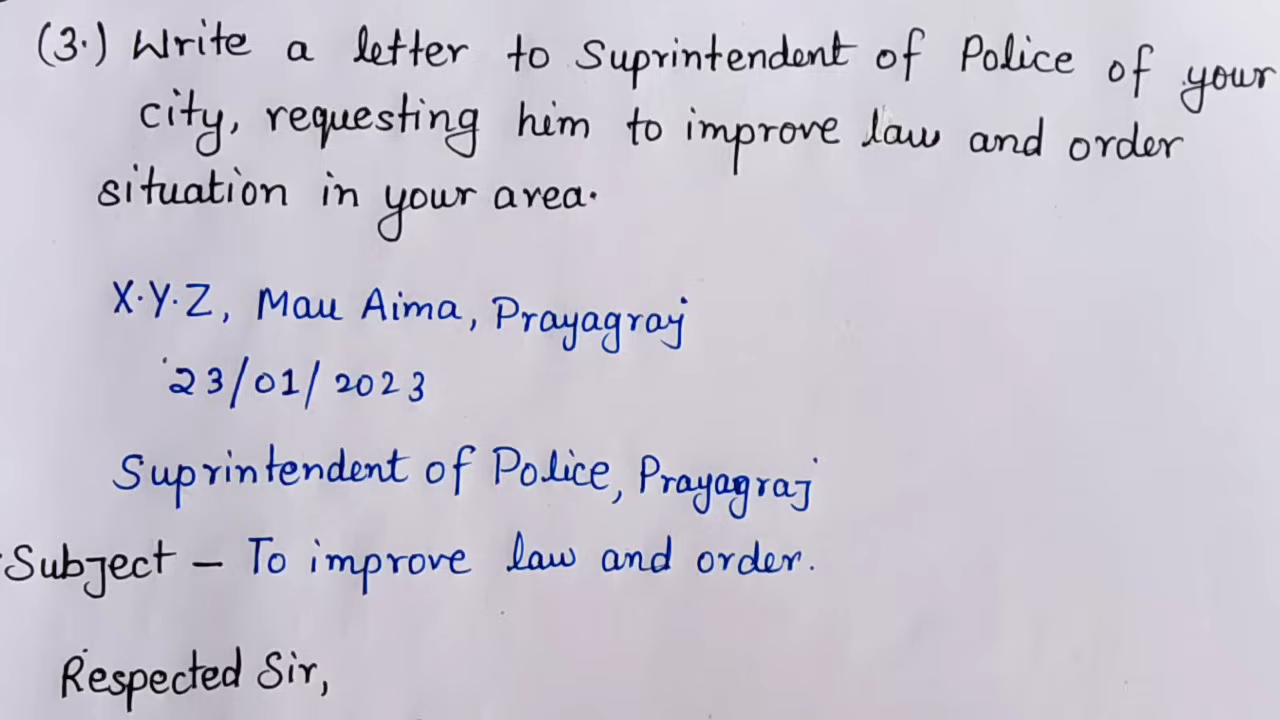 (3.) Write a letter to Suprintendent of Police of your
city, requesting him to improve law and order
situation in your area.
X.Y.Z, Mau Aima, Prayagraj
23/01/2023
Suprintendent of Police, Prayagraj
Subject - To improve law and order.
Respected Sir,